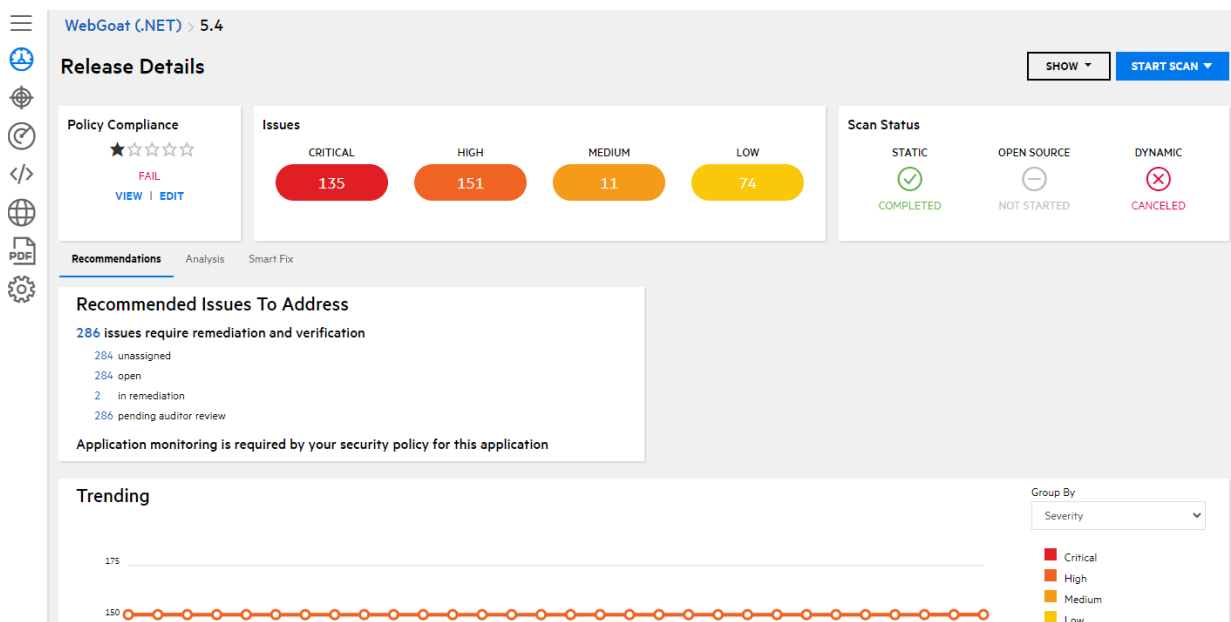 WebGoat (.NET) > 5.4
Release Details
SHOW
START SCAN
Policy Compliance
FAIL
VIEW | EDIT
Issues
CRITICAL HIGH MEDIUM LOW
135 151 11 74
Scan Status
STATIC OPEN SOURCE DYNAMIC
COMPLETED NOT STARTED CANCELED
PDF
Recommendations Analysis Smart Fix
Recommended Issues To Address
286 issues require remediation and verification
284 unassigned
284 open
2 in remediation
286 pending auditor review
Application monitoring is required by your security policy for this application
Trending
Group By
Severity
175
150
Critical
High
Medium
Low